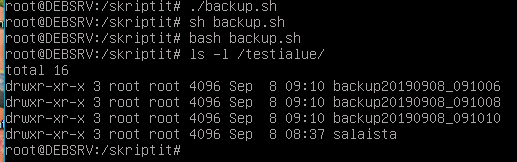 root@DEBSRV:/skriptit# ./backup.sh
root@DEBSRV:/skriptit# sh backup.sh
root@DEBSRV:/skriptit# bash backup.sh
root@DEBSRV:/skriptit# ls -l /testialue/
total 16
drwxr-xr-x 3 root root 4096 Sep  8 09:10 backup20190908_091006
drwxr-xr-x 3 root root 4096 Sep  8 09:10 backup20190908_091008
drwxr-xr-x 3 root root 4096 Sep  8 09:10 backup20190908_091010
drwxr-xr-x 3 root root 4096 Sep  8 08:37 salaista
root@DEBSRV:/skriptit#